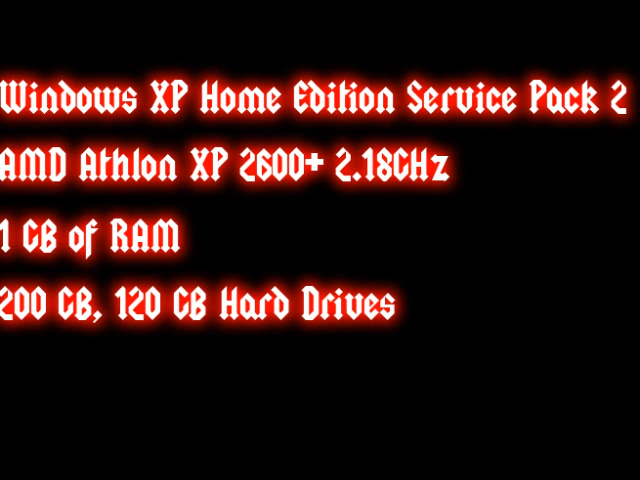 Windows XP Home Edition Service Pack 2
AMD Athlon XP 2600+ 2.18GHz
1 GB of RAM
200 GB, 120 GB Hard Drives